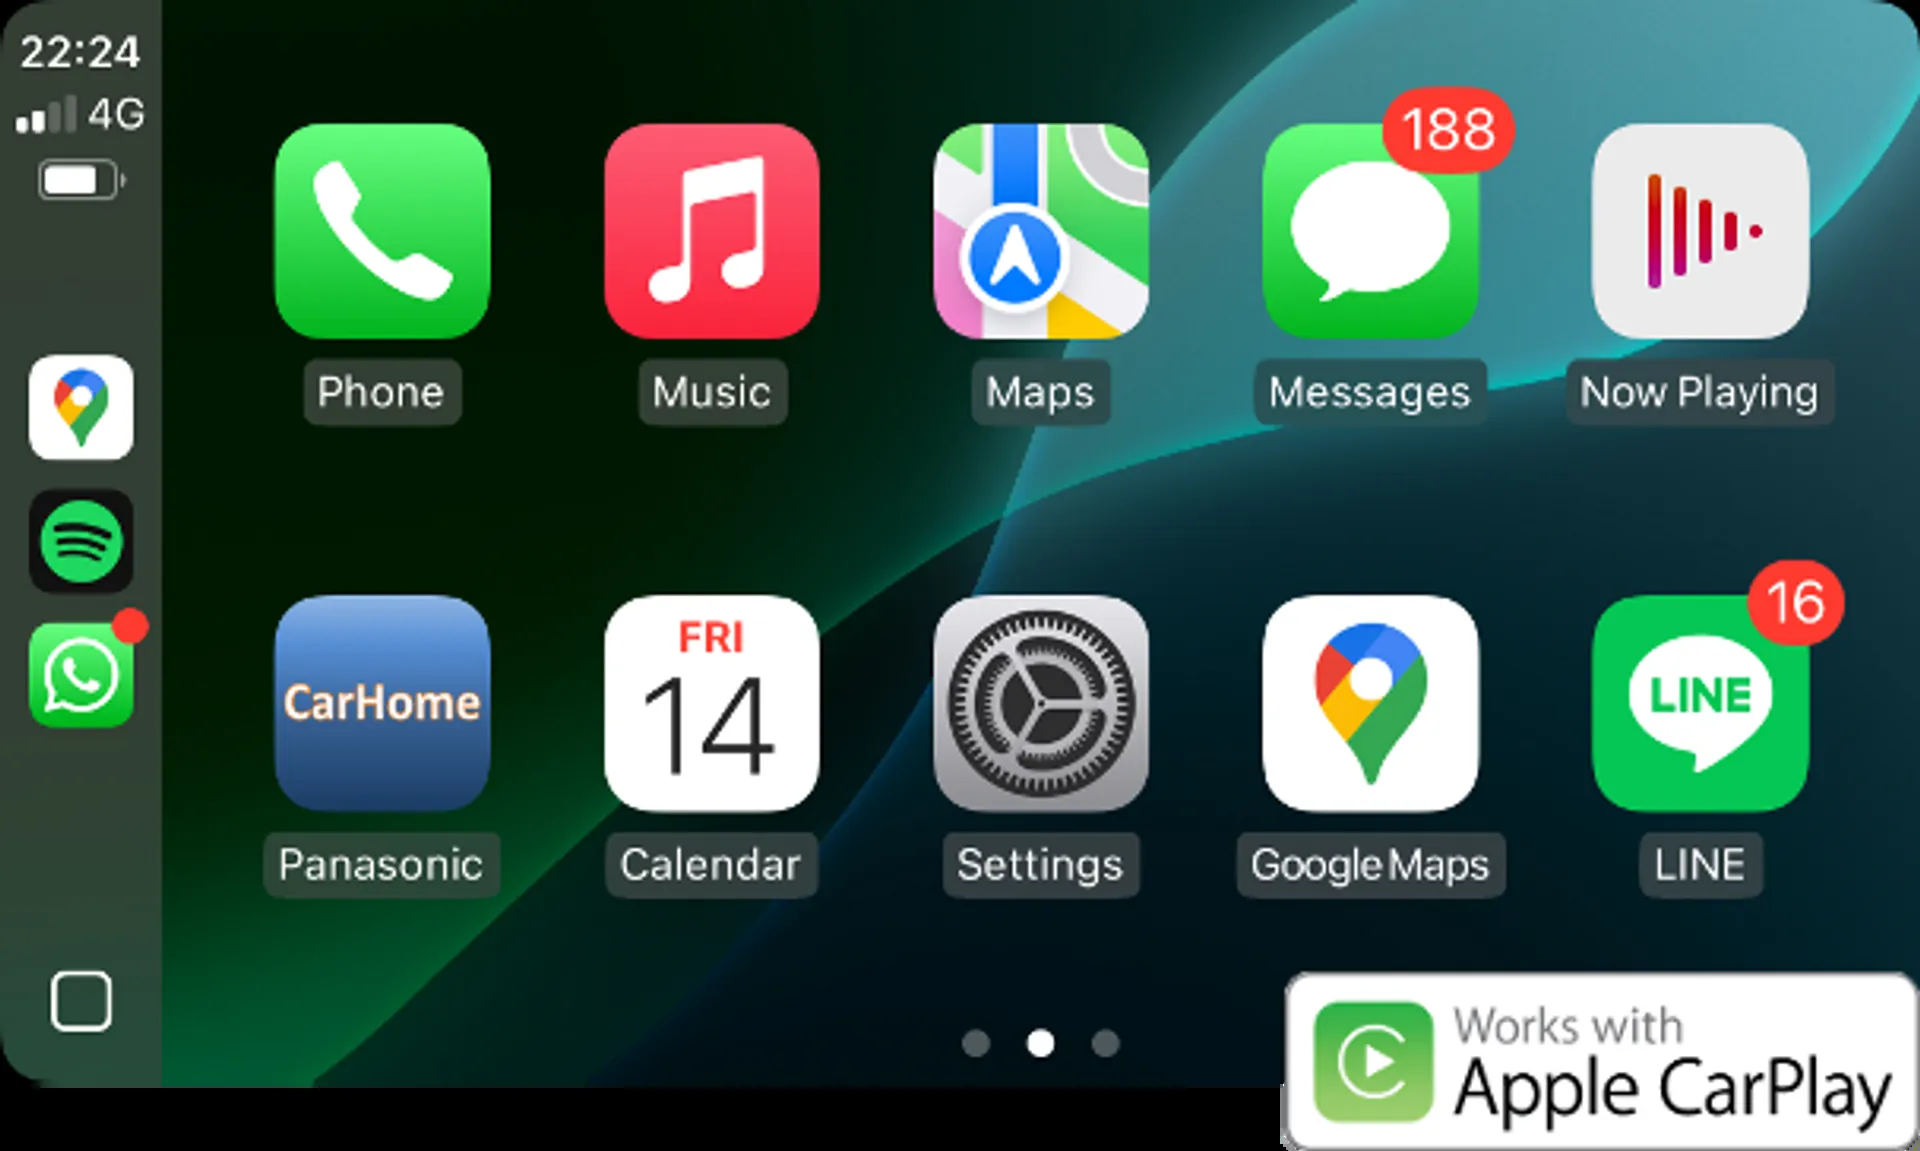 22:24
4G
188
Phone
Music
Maps
Messages
Now Playing
CarHome
FRI
14
16
LINE
Panasonic
Calendar
Settings
Google Maps
LINE
Works with
Apple CarPlay